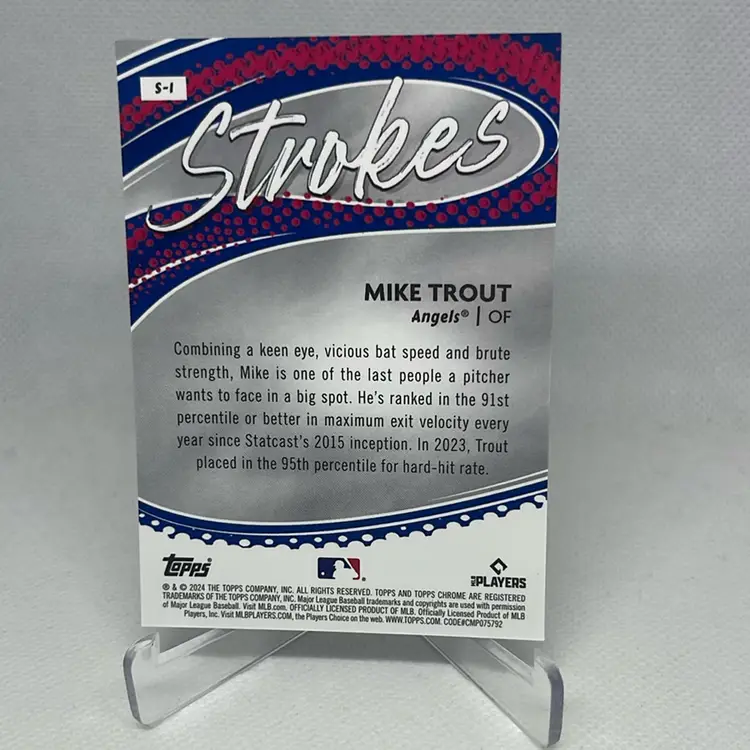 S-1
Strokes
MIKE TROUT
Angels® | OF
Combining a keen eye, vicious bat speed and brute
strength, Mike is one of the last people a pitcher
wants to face in a big spot. He's ranked in the 91st
percentile or better in maximum exit velocity every
year since Statcast's 2015 inception. In 2023, Trout
placed in the 95th percentile for hard-hit rate.
topps
MLB PLAYERS
® & © 2024 THE TOPPS COMPANY, INC. ALL RIGHTS RESERVED. TOPPS AND TOPPS CHROME ARE REGISTERED
TRADEMARKS OF THE TOPPS COMPANY, INC. Major League Baseball trademarks and copyrights are used with permission
of Major League Baseball. Visit MLB.com. OFFICIALLY LICENSED PRODUCT OF MLB. Officially Licensed Product of MLB
Players, Inc. Visit MLBPLAYERS.COM, the Players Choice on the web. WWW.TOPPS.COM. CODE#CMP075792